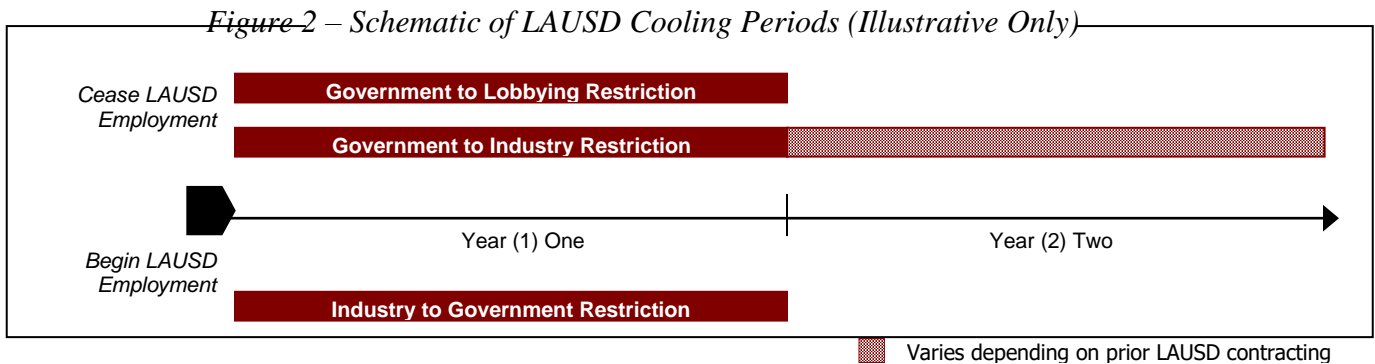 Figure 2 – Schematic of LAUSD Cooling Periods (Illustrative Only)
Cease LAUSD
Employment
Government to Lobbying Restriction
Government to Industry Restriction
Year (1) One
Year (2) Two
Begin LAUSD
Employment
Industry to Government Restriction
Varies depending on prior LAUSD contracting